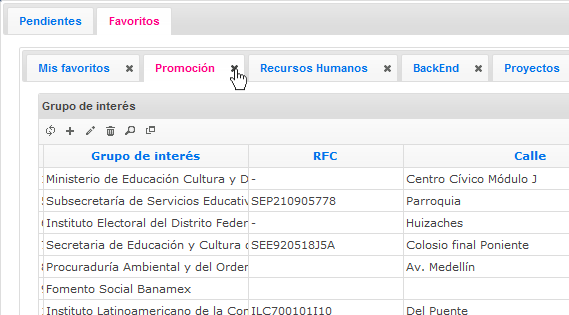 Pendientes Favoritos
Mis favoritos Promoción Recursos Humanos BackEnd Proyectos
Grupo de interés
Grupo de interés RFC Calle
Ministerio de Educación Cultura y D - Centro Cívico Módulo J
Subsecretaría de Servicios Educativ SEP210905778 Parroquia
Instituto Electoral del Distrito Feder - Huizaches
Secretaria de Educación y Cultura d SEE920518J5A Colosio final Poniente
Procuraduría Ambiental y del Orden Av. Medellín
Fomento Social Banamex
Instituto Latinoamericano de la Con ILC700101I10 Del Puente